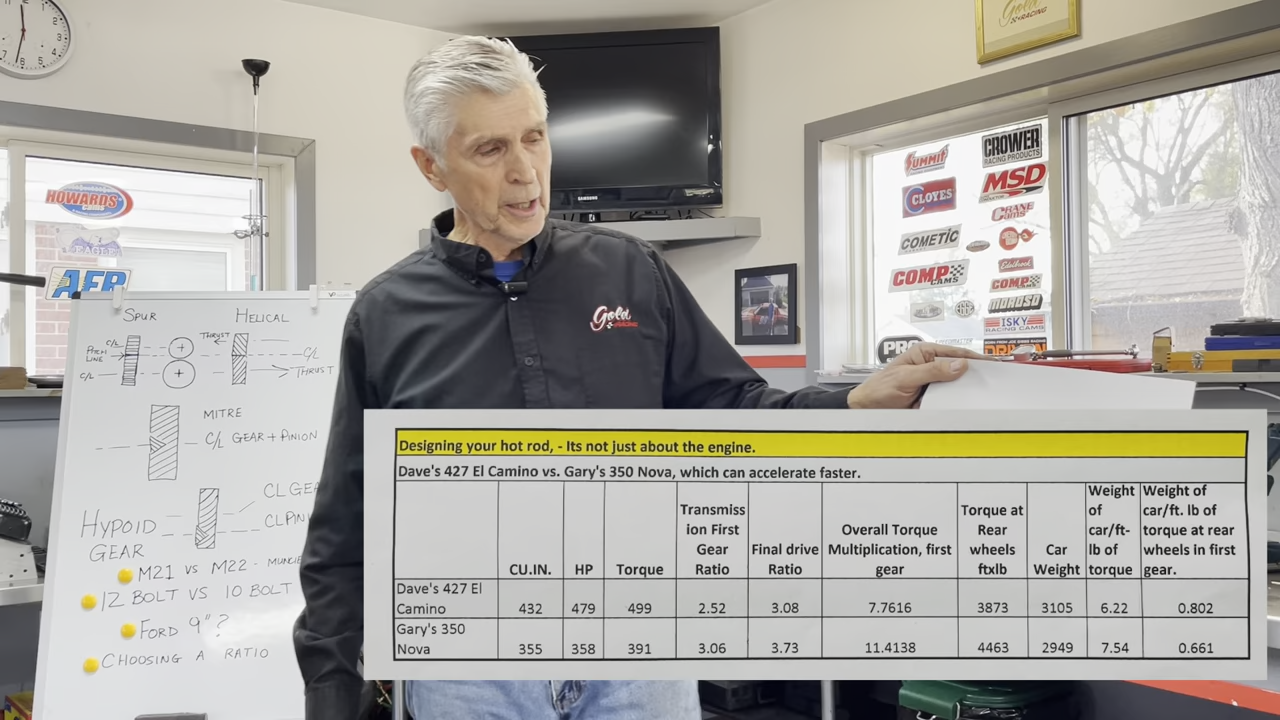 Gold
RACING
SUMMIT
CROWER
RACING PRODUCTS
CLOYES
MSD
CRANE
CAMS
COMETIC
Edelbrock
COMP
CAMS
COMP
CAMS
MOROSO
ISKY
RACING CAMS
PRO
HOWARDS
CAMS
EAGLE
AFR
SAMSUNG
Gold
RACING
SPUR
HELICAL
C/L
PITCH
LINE
C/L
THRUST
C/L
THRUST
MITRE
C/L GEAR + PINION
HYPOID
GEAR
CL GEA
CL PIN
M21 VS M22 - MUNCIE
12 BOLT VS 10 BOLT
FORD 9" ?
CHOOSING A RATIO
Designing your hot rod, - Its not just about the engine.
Dave's 427 El Camino vs. Gary's 350 Nova, which can accelerate faster.
CU.IN.
HP
Torque
Transmiss
ion First
Gear
Ratio
Final drive
Ratio
Overall Torque
Multiplication, first
gear
Torque at
Rear
wheels
ftxlb
Car
Weight
Weight
of
car/ft-
lb of
torque
Weight of
car/ft. lb of
torque at rear
wheels in first
gear.
Dave's 427 El
Camino 432 479 499 2.52 3.08 7.7616 3873 3105 6.22 0.802
Gary's 350
Nova 355 358 391 3.06 3.73 11.4138 4463 2949 7.54 0.661